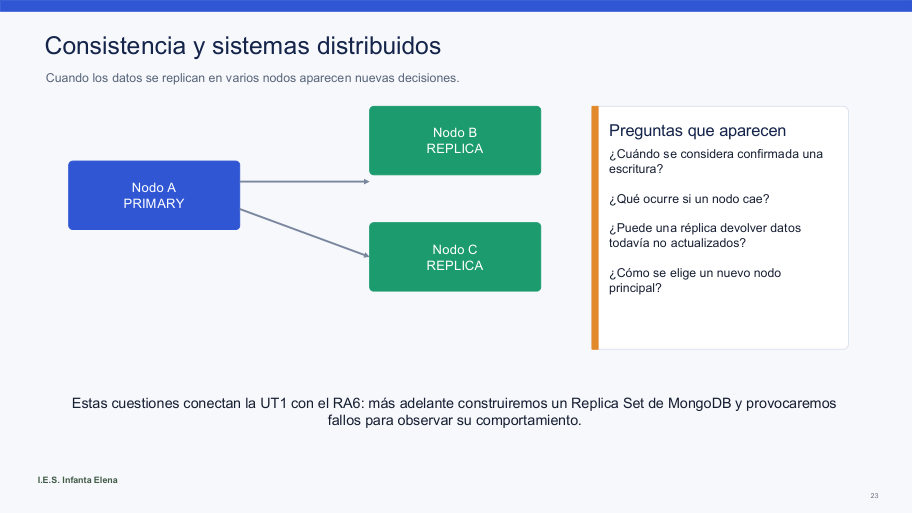 Consistencia y sistemas distribuidos
Cuando los datos se replican en varios nodos aparecen nuevas decisiones.
Nodo A
PRIMARY
Nodo B
REPLICA
Nodo C
REPLICA
Preguntas que aparecen
¿Cuándo se considera confirmada una
escritura?
¿Qué ocurre si un nodo cae?
¿Puede una réplica devolver datos
todavía no actualizados?
¿Cómo se elige un nuevo nodo
principal?
Estas cuestiones conectan la UT1 con el RA6: más adelante construiremos un Replica Set de MongoDB y provocaremos
fallos para observar su comportamiento.
I.E.S. Infanta Elena
23